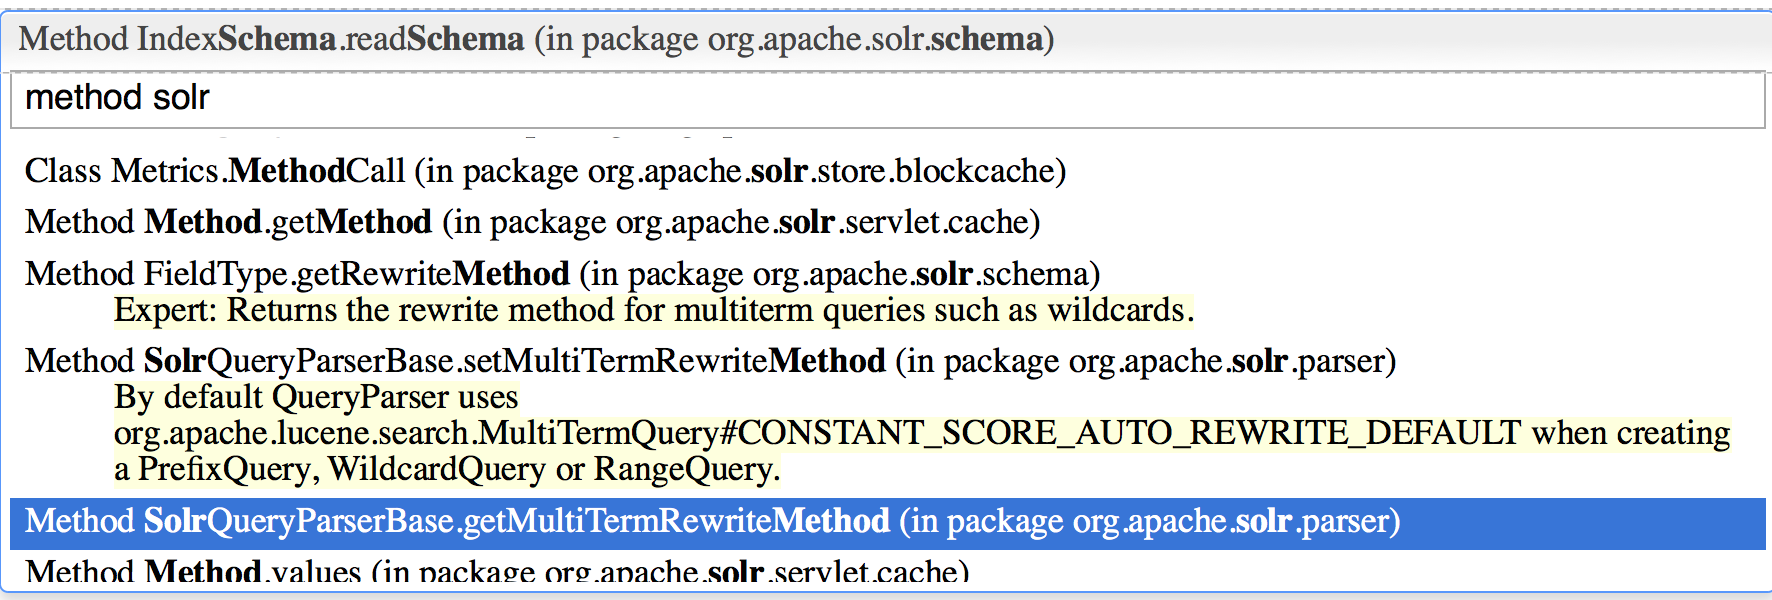 Method IndexSchema.readSchema (in package org.apache.solr.schema)
method solr
Class Metrics.MethodCall (in package org.apache.solr.store.blockcache)
Method Method.getMethod (in package org.apache.solr.servlet.cache)
Method FieldType.getRewriteMethod (in package org.apache.solr.schema)
Expert: Returns the rewrite method for multiterm queries such as wildcards.
Method SolrQueryParserBase.setMultiTermRewriteMethod (in package org.apache.solr.parser)
By default QueryParser uses
org.apache.lucene.search.MultiTermQuery#CONSTANT_SCORE_AUTO_REWRITE_DEFAULT when creating
a PrefixQuery, WildcardQuery or RangeQuery.
Method SolrQueryParserBase.getMultiTermRewriteMethod (in package org.apache.solr.parser)
Method Method.values (in package org.apache.solr.servlet.cache)